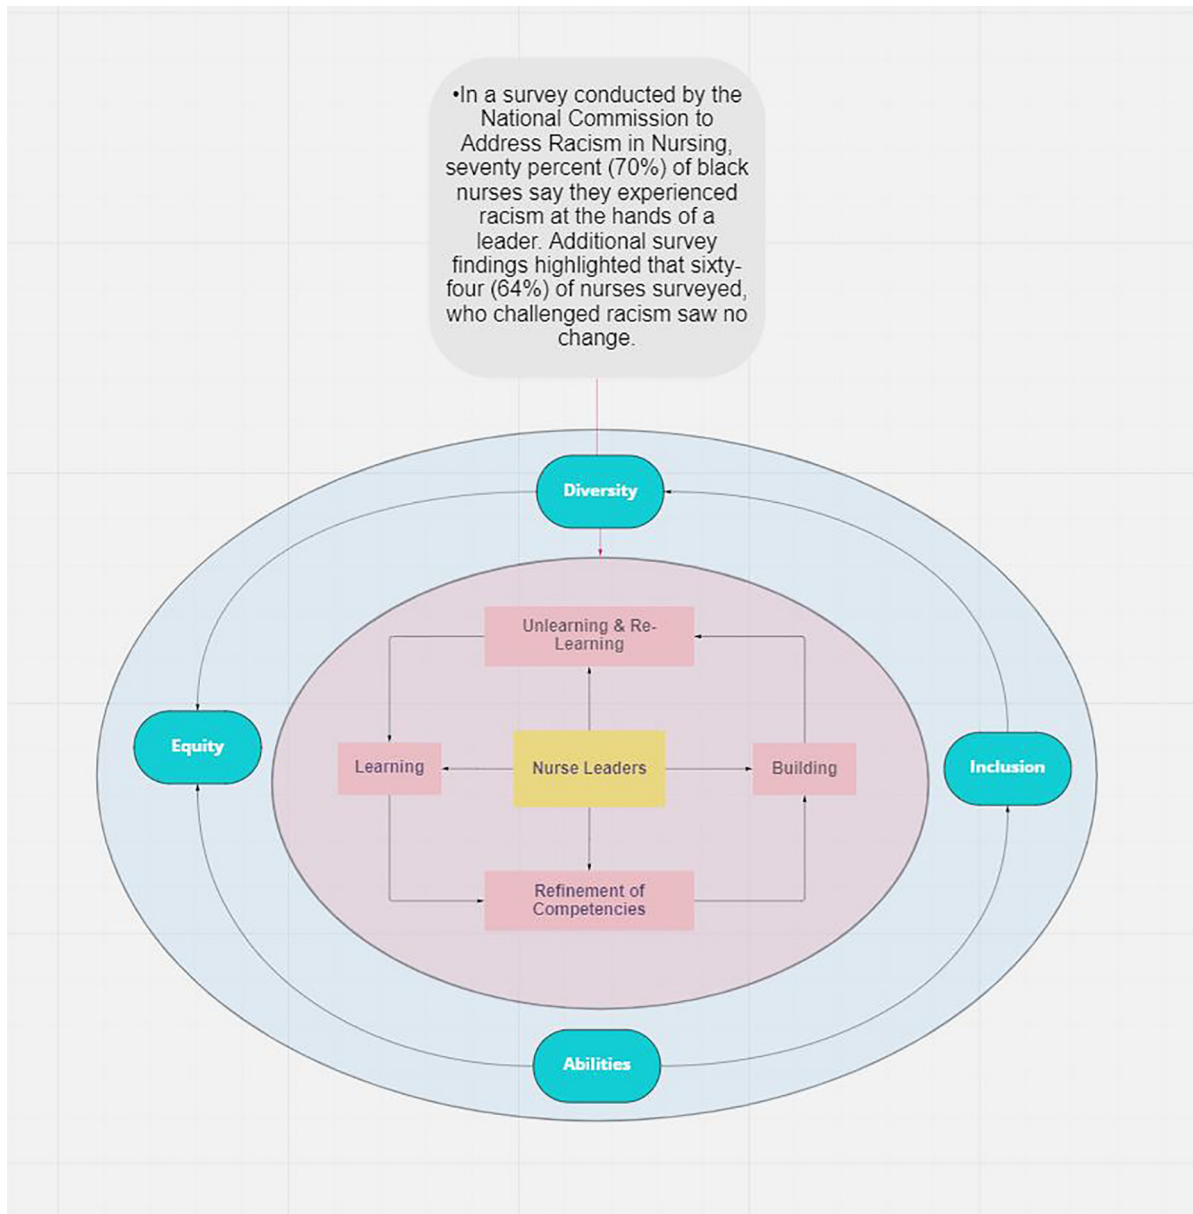 •In a survey conducted by the
National Commission to
Address Racism in Nursing,
seventy percent (70%) of black
nurses say they experienced
racism at the hands of a
leader. Additional survey
findings highlighted that sixty-
four (64%) of nurses surveyed,
who challenged racism saw no
change.
Diversity
Unlearning & Re-
Learning
Equity
Learning
Nurse Leaders
Building
Inclusion
Refinement of
Competencies
Abilities